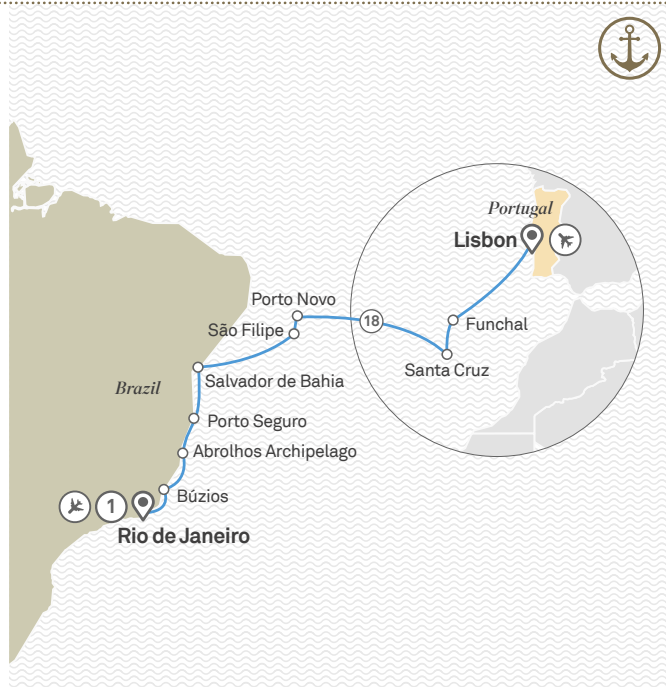 Portugal
Lisbon
Porto Novo
São Filipe
18
Funchal
Santa Cruz
Brazil
Salvador de Bahia
Porto Seguro
Abrolhos Archipelago
Búzios
1
Rio de Janeiro